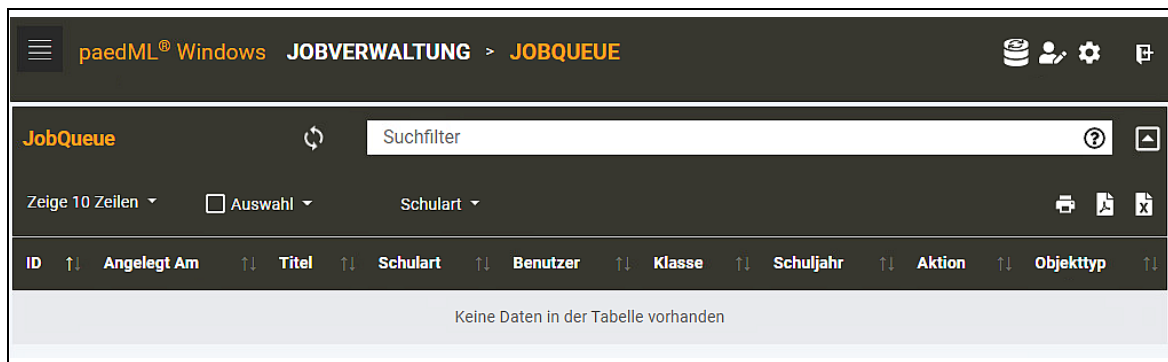 paedML® Windows JOBVERWALTUNG > JOBQUEUE
JobQueue Suchfilter
Zeige 10 Zeilen Auswahl Schulart
ID Angelegt Am Titel Schulart Benutzer Klasse Schuljahr Aktion Objekttyp
Keine Daten in der Tabelle vorhanden